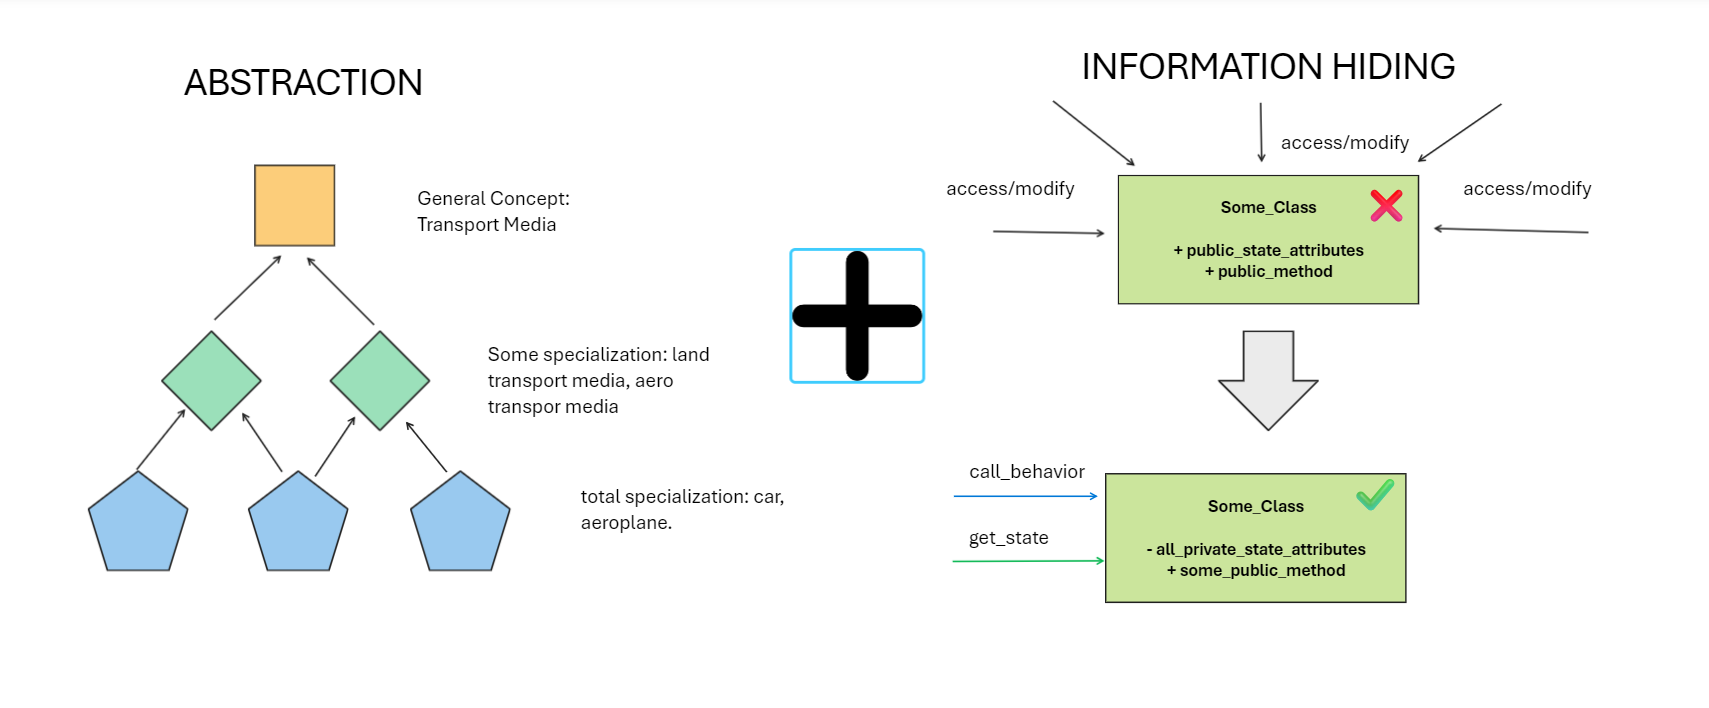 ABSTRACTION
General Concept:
Transport Media
Some specialization: land
transport media, aero
transpor media
total specialization: car,
aeroplane.
INFORMATION HIDING
access/modify
access/modify
access/modify
Some_Class
+ public_state_attributes
+ public_method
call_behavior
get_state
Some_Class
- all_private_state_attributes
+ some_public_method